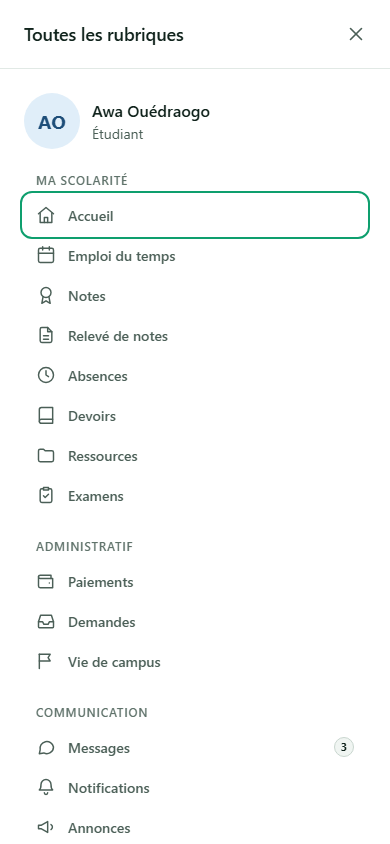 Toutes les rubriques
AO
Awa Ouédraogo
Étudiant
MA SCOLARITÉ
Accueil
Emploi du temps
Notes
Relevé de notes
Absences
Devoirs
Ressources
Examens
ADMINISTRATIF
Paiements
Demandes
Vie de campus
COMMUNICATION
Messages 3
Notifications
Annonces